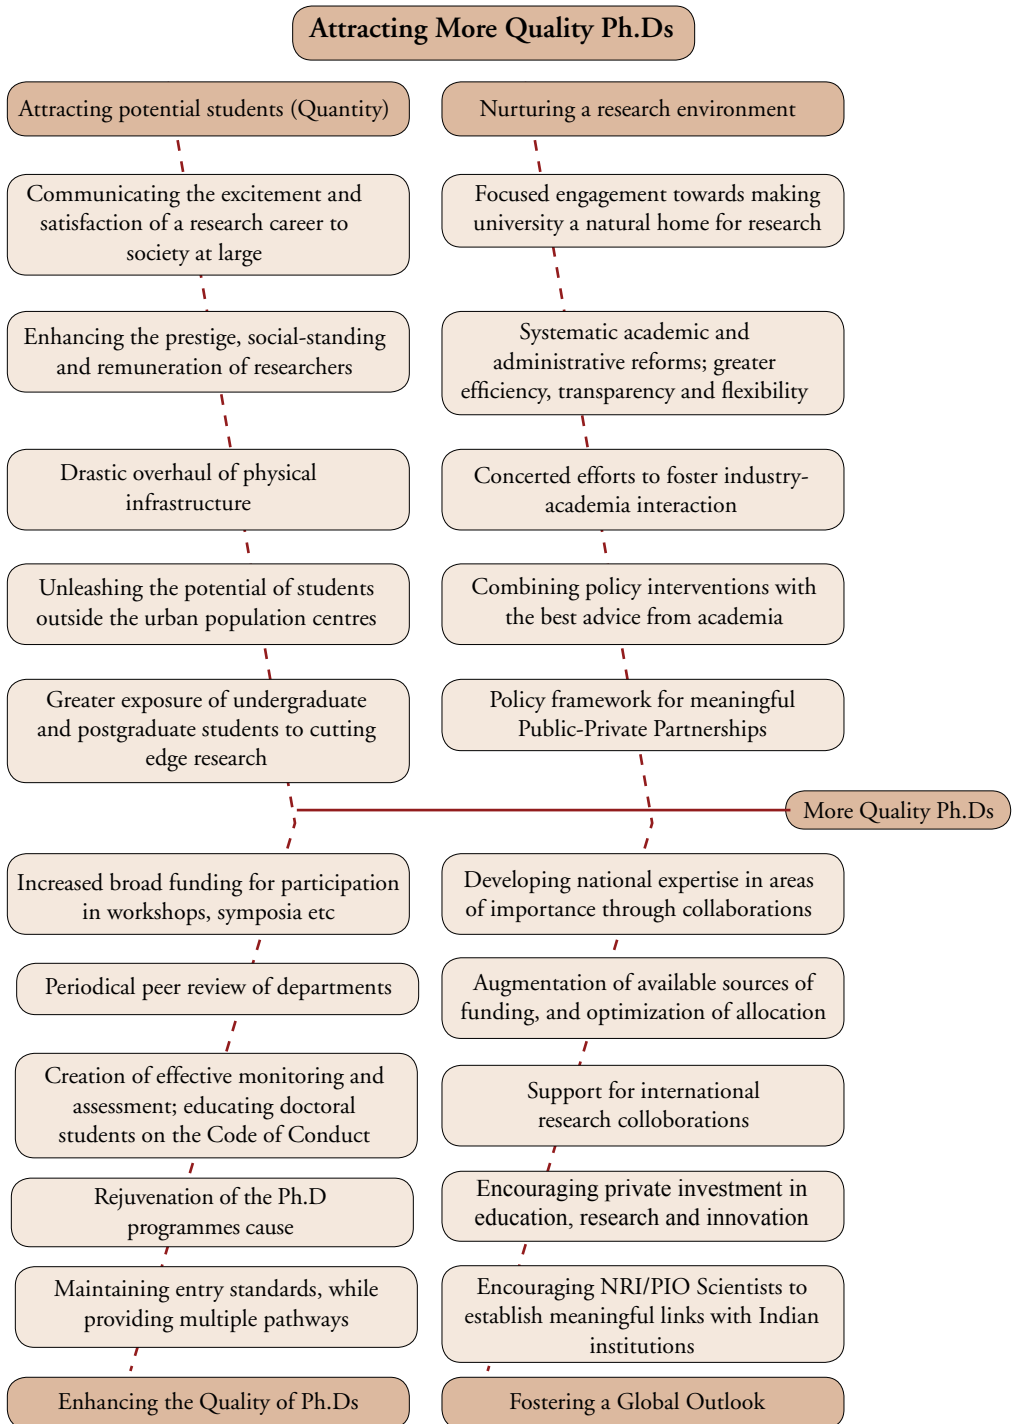 Attracting More Quality Ph.Ds
Attracting potential students (Quantity)
Communicating the excitement and
satisfaction of a research career to
society at large
Enhancing the prestige, social-standing
and remuneration of researchers
Drastic overhaul of physical
infrastructure
Unleashing the potential of students
outside the urban population centres
Greater exposure of undergraduate
and postgraduate students to cutting
edge research
Nurturing a research environment
Focused engagement towards making
university a natural home for research
Systematic academic and
administrative reforms; greater
efficiency, transparency and flexibility
Concerted efforts to foster industry-
academia interaction
Combining policy interventions with
the best advice from academia
Policy framework for meaningful
Public-Private Partnerships
More Quality Ph.Ds
Increased broad funding for participation
in workshops, symposia etc
Periodical peer review of departments
Creation of effective monitoring and
assessment; educating doctoral
students on the Code of Conduct
Rejuvenation of the Ph.D
programmes cause
Maintaining entry standards, while
providing multiple pathways
Enhancing the Quality of Ph.Ds
Developing national expertise in areas
of importance through collaborations
Augmentation of available sources of
funding, and optimization of allocation
Support for international
research colloborations
Encouraging private investment in
education, research and innovation
Encouraging NRI/PIO Scientists to
establish meaningful links with Indian
institutions
Fostering a Global Outlook